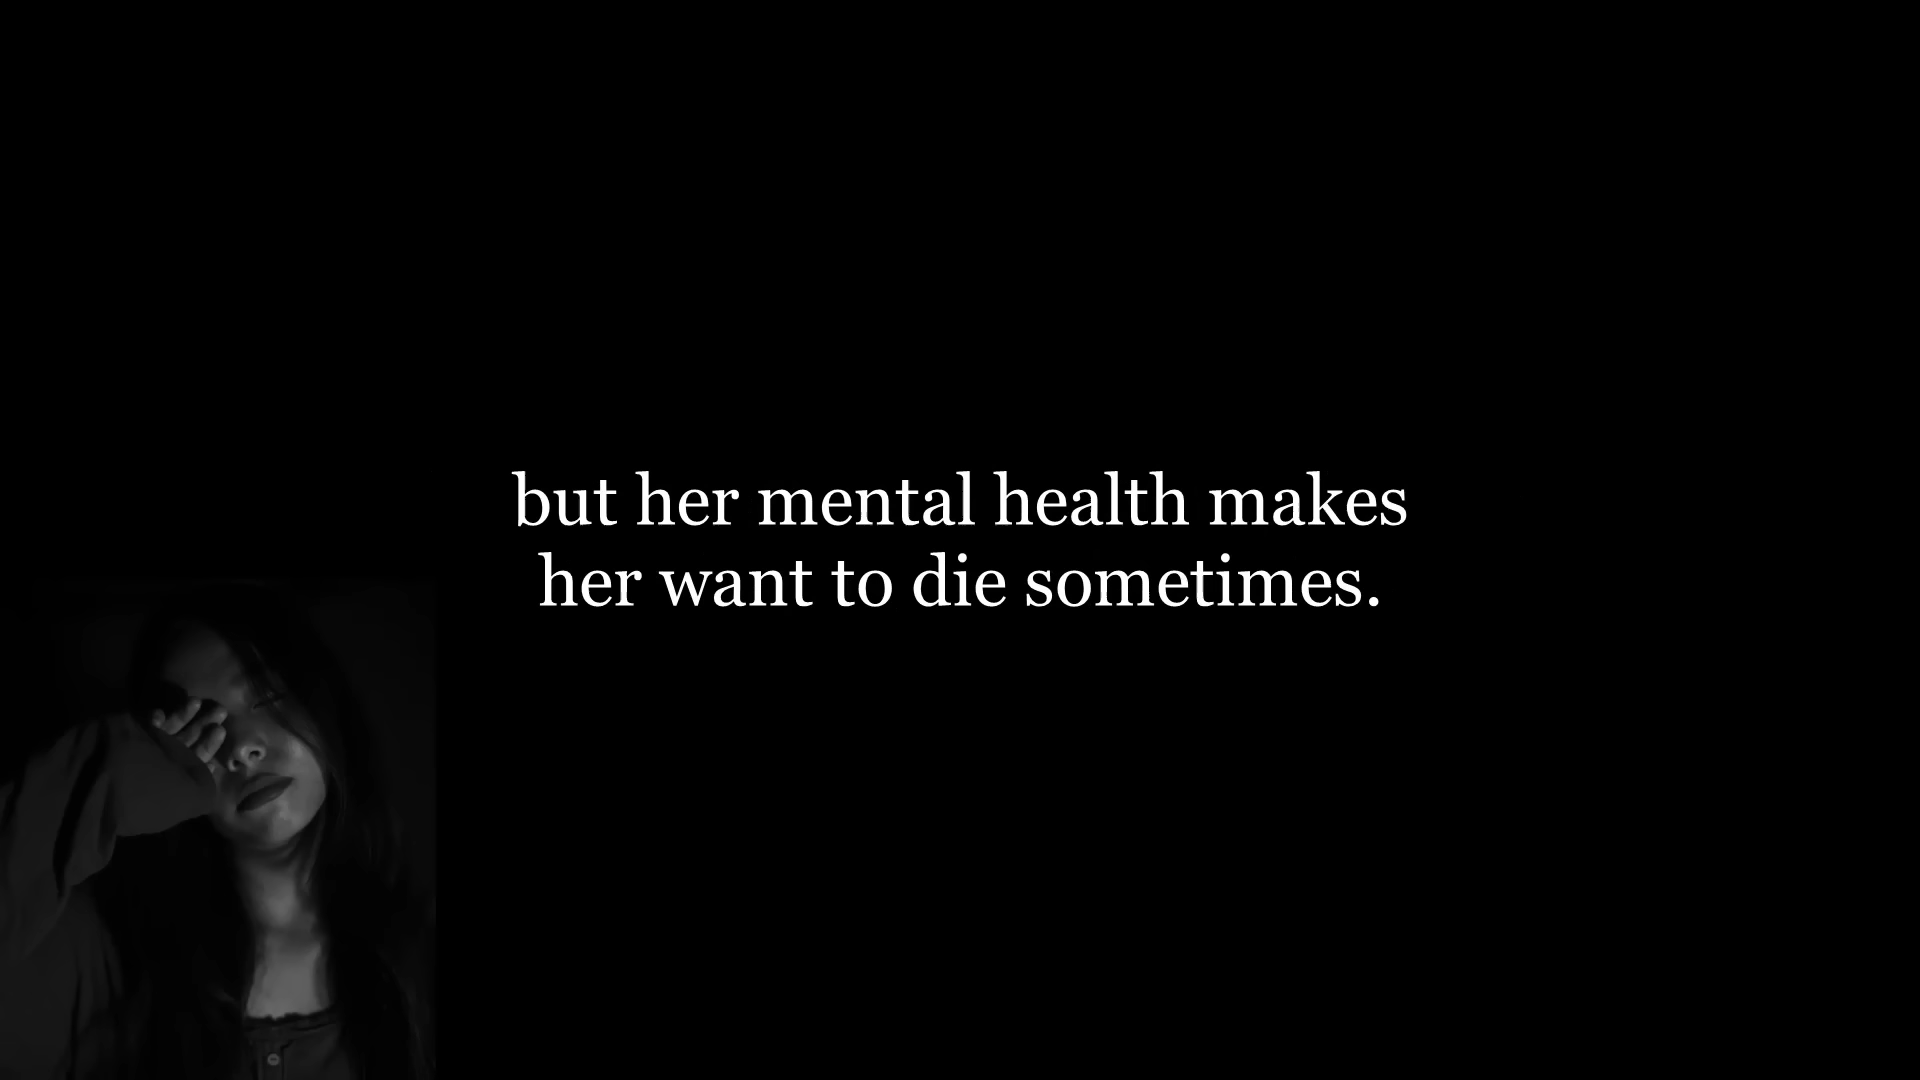 but her mental health makes
her want to die sometimes.